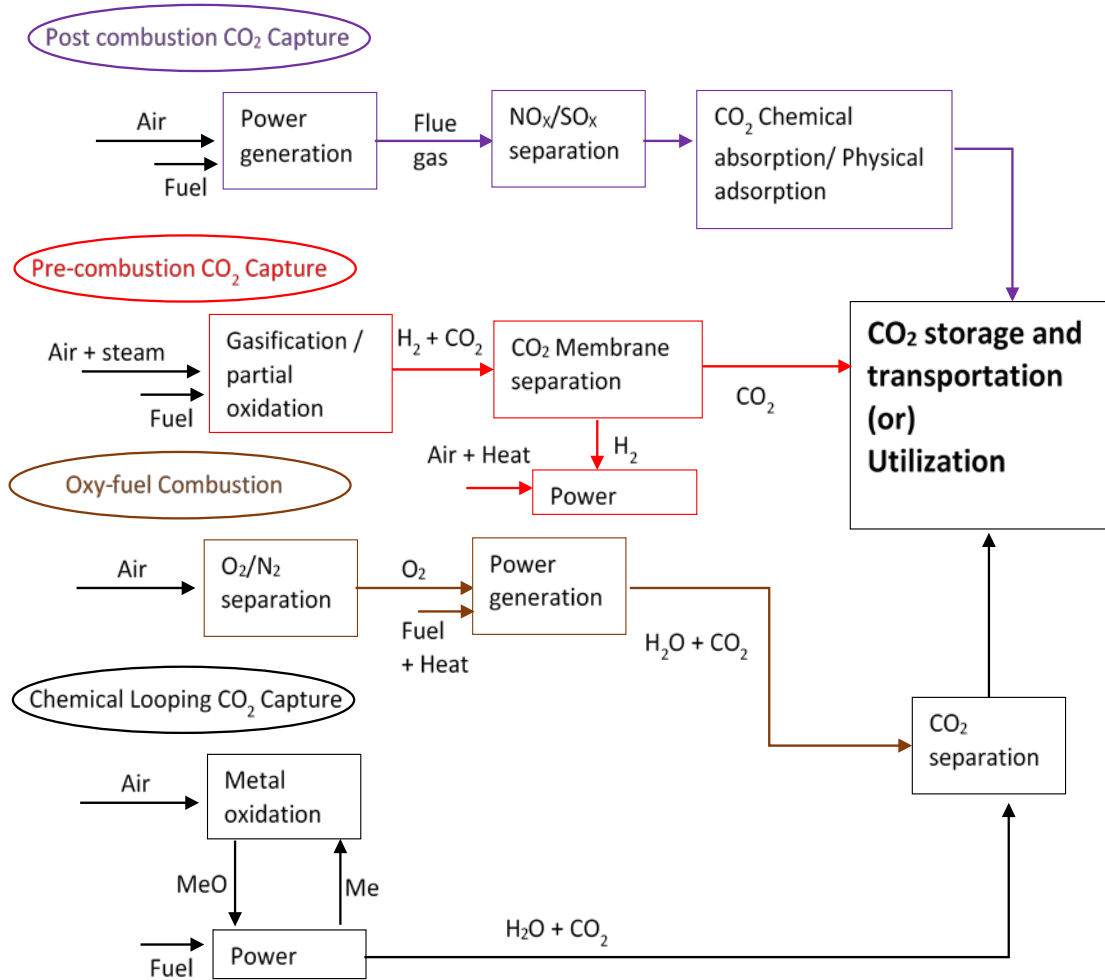 Post combustion CO₂ Capture
Air
Fuel
Power
generation
Flue
gas
NOₓ/SOₓ
separation
CO₂ Chemical
absorption/ Physical
adsorption
Pre-combustion CO₂ Capture
Air + steam
Fuel
Gasification /
partial
oxidation
H₂ + CO₂
CO₂ Membrane
separation
CO₂
H₂
Air + Heat
Power
CO₂ storage and
transportation
(or)
Utilization
Oxy-fuel Combustion
Air
O₂/N₂
separation
O₂
Fuel
+ Heat
Power
generation
H₂O + CO₂
CO₂
separation
Chemical Looping CO₂ Capture
Air
Metal
oxidation
MeO
Me
Fuel
Power
H₂O + CO₂